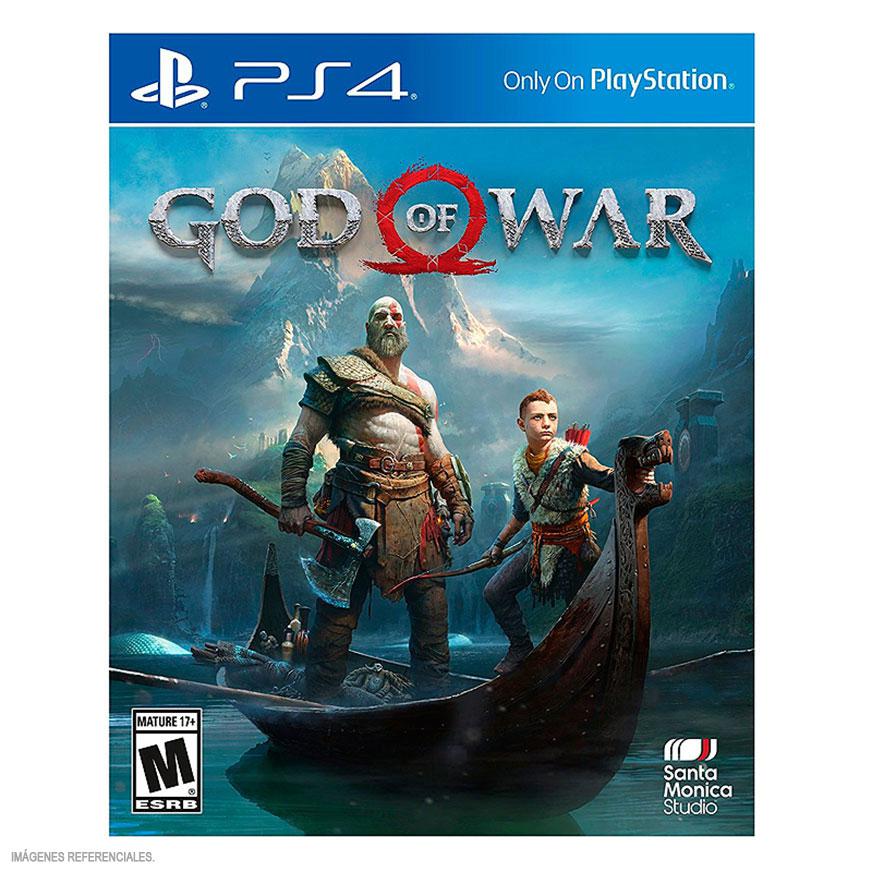 PS4
Only On PlayStation
GOD OF WAR
MATURE 17+
M
ESRB
Santa
Monica
Studio
IMÁGENES REFERENCIALES.